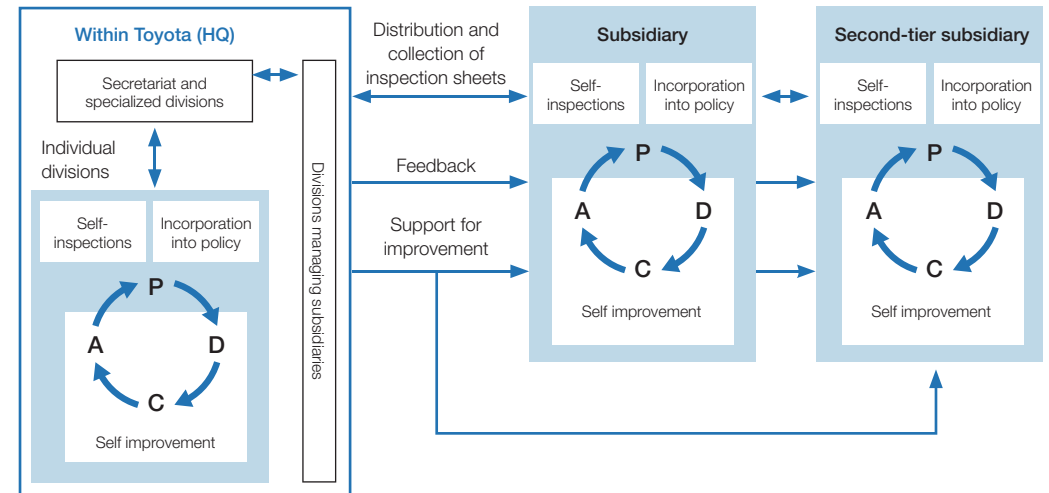 Within Toyota (HQ)
Secretariat and
specialized divisions
Individual
divisions
Self-
inspections
Incorporation
into policy
P
A
D
C
Self improvement
Divisions managing subsidiaries
Distribution and
collection of
inspection sheets
Feedback
Support for
improvement
Subsidiary
Self-
inspections
Incorporation
into policy
P
A
D
C
Self improvement
Second-tier subsidiary
Self-
inspections
Incorporation
into policy
P
A
D
C
Self improvement